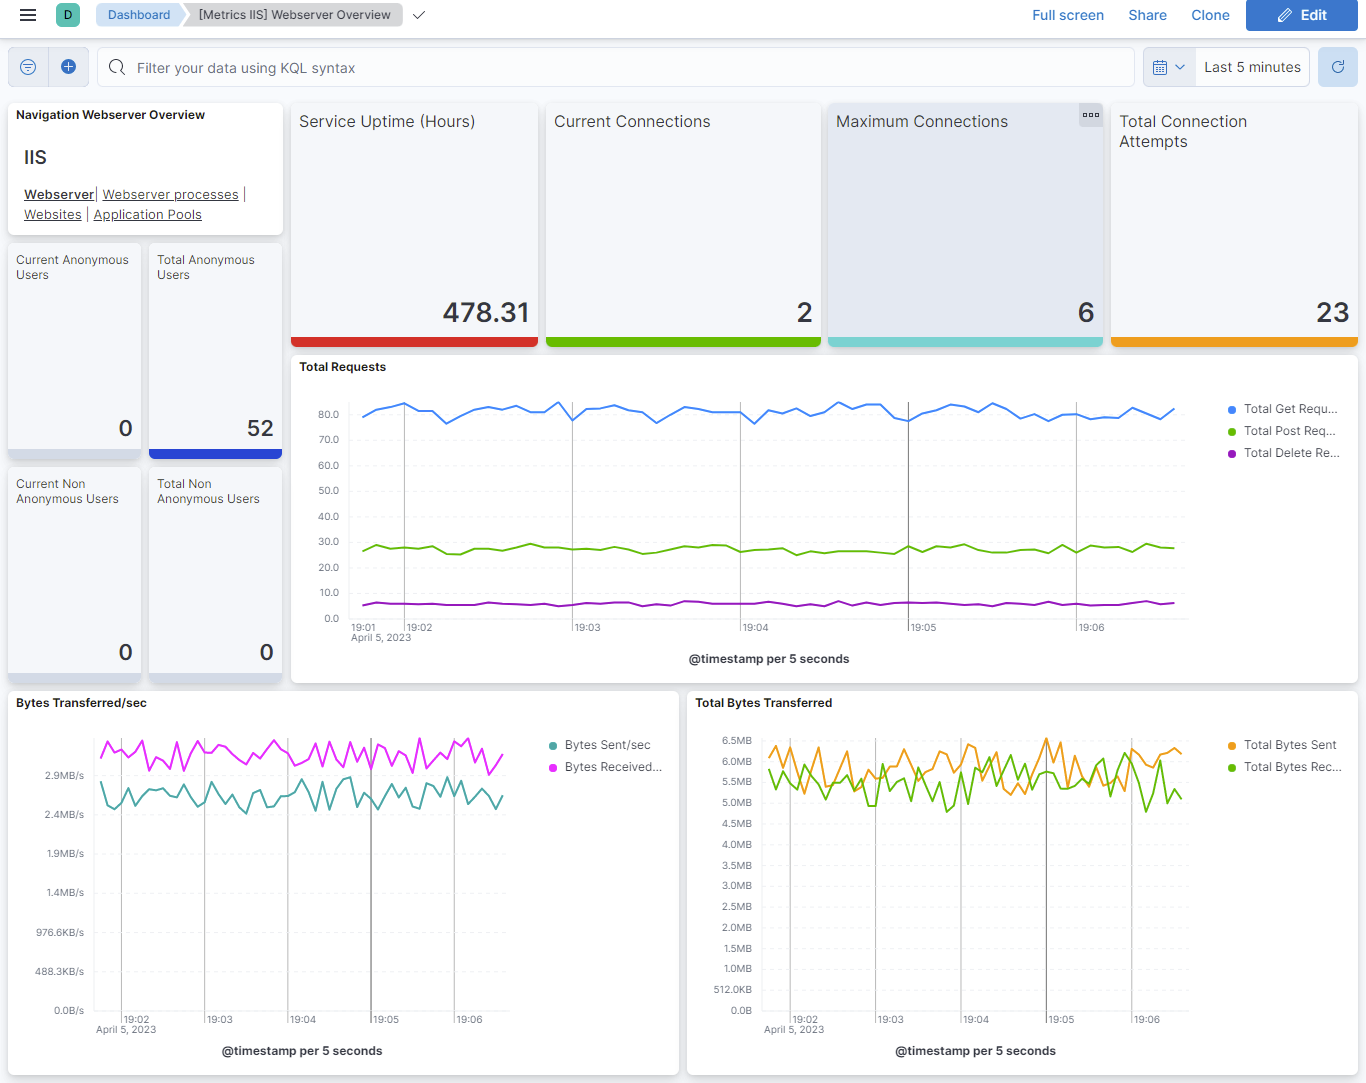 D Dashboard [Metrics IIS] Webserver Overview Full screen Share Clone Edit
Filter your data using KQL syntax Last 5 minutes
Navigation Webserver Overview
IIS
Webserver| Webserver processes |
Websites | Application Pools
Service Uptime (Hours)
478.31
Current Connections
2
Maximum Connections
6
Total Connection
Attempts
23
Current Anonymous
Users
0
Total Anonymous
Users
52
Current Non
Anonymous Users
0
Total Non
Anonymous Users
0
Total Requests
80.0
70.0
60.0
50.0
40.0
30.0
20.0
10.0
0.0
19:01 19:02 19:03 19:04 19:05 19:06
April 5, 2023
@timestamp per 5 seconds
Total Get Requ...
Total Post Req...
Total Delete Re...
Bytes Transferred/sec
2.9MB/s
2.4MB/s
1.9MB/s
1.4MB/s
976.6KB/s
488.3KB/s
0.0B/s
19:02 19:03 19:04 19:05 19:06
April 5, 2023
@timestamp per 5 seconds
Bytes Sent/sec
Bytes Received...
Total Bytes Transferred
6.5MB
6.0MB
5.5MB
5.0MB
4.5MB
4.0MB
3.5MB
3.0MB
2.5MB
2.0MB
1.5MB
1.0MB
512.0KB
0.0B
19:02 19:03 19:04 19:05 19:06
April 5, 2023
@timestamp per 5 seconds
Total Bytes Sent
Total Bytes Rec...